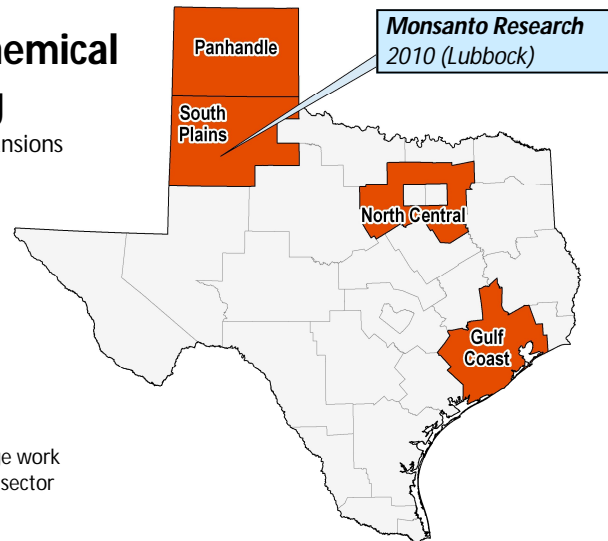 hemical
g
nsions
Monsanto Research
2010 (Lubbock)
Panhandle
South
Plains
North Central
Gulf
Coast
e work
sector